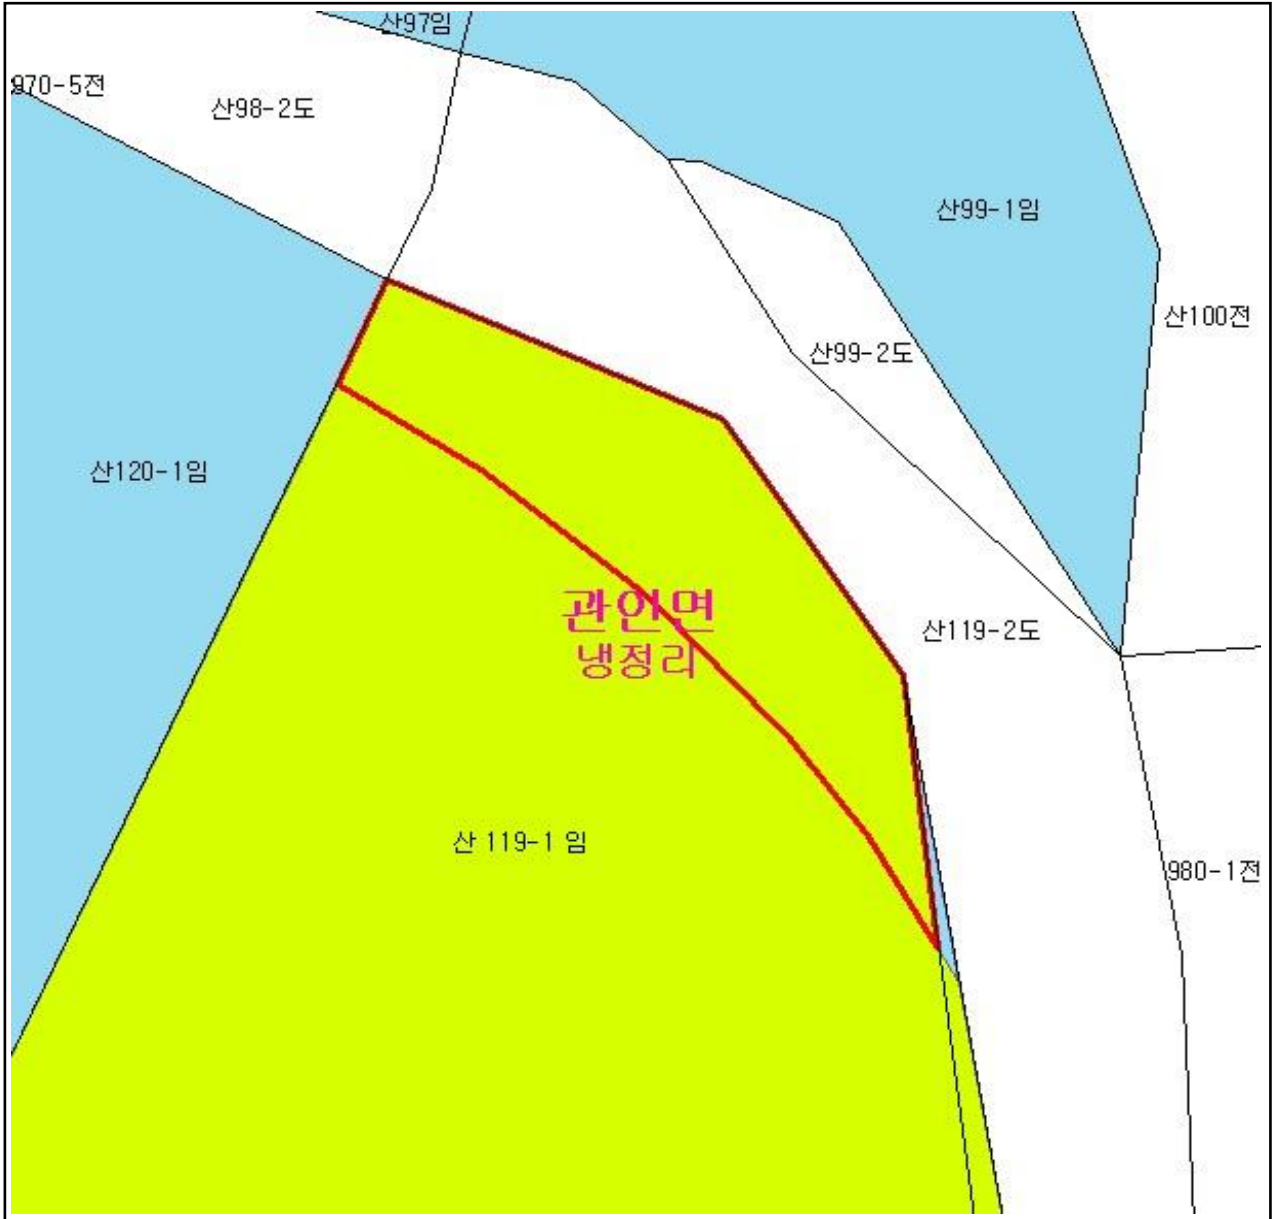 산97임
970-5전
산98-2도
산99-1임
산100전
산99-2도
산120-1임
관인면
냉정리
산119-2도
산 119-1 임
980-1전